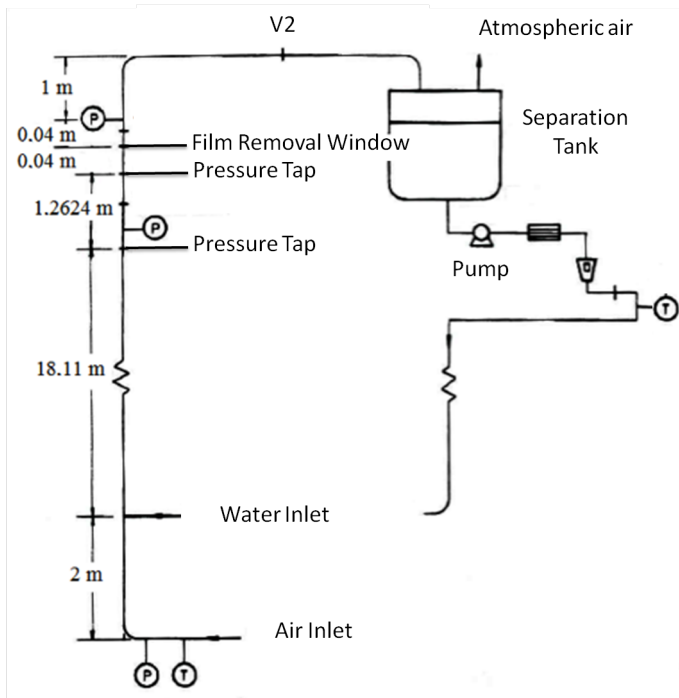 V2
Atmospheric air
1 m
P
0.04 m
Film Removal Window
Separation
Tank
0.04 m
Pressure Tap
1.2624 m
P
Pressure Tap
Pump
T
18.11 m
Water Inlet
2 m
Air Inlet
P
T